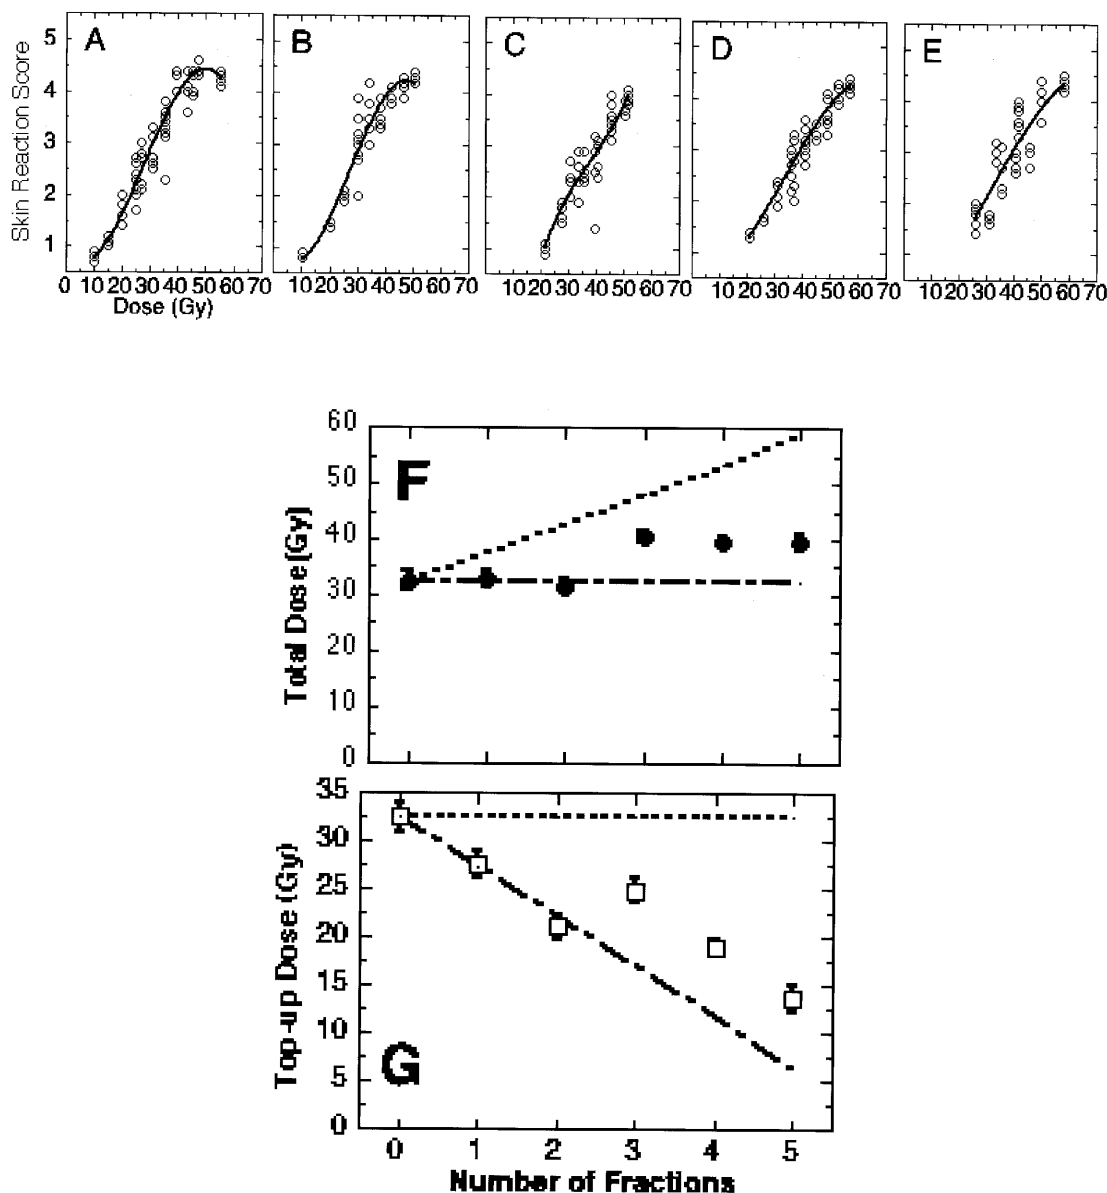 A B C D E
Skin Reaction Score
5
4
3
2
1
0 10 20 30 40 50 60 70 10 20 30 40 50 60 70 10 20 30 40 50 60 70 10 20 30 40 50 60 70 10 20 30 40 50 60 70
Dose (Gy)
F
Total Dose (Gy)
60
50
40
30
20
10
0
G
Top-up Dose (Gy)
35
30
25
20
15
10
5
0
0 1 2 3 4 5
Number of Fractions